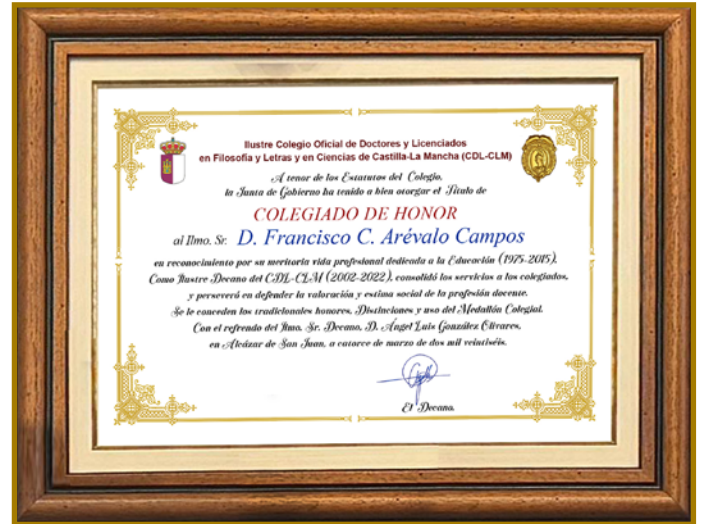 Ilustre Colegio Oficial de Doctores y Licenciados
en Filosofía y Letras y en Ciencias de Castilla-La Mancha (CDL-CLM)
A tenor de los Estatutos del Colegio,
la Junta de Gobierno ha tenido a bien otorgar el Título de
COLEGIADO DE HONOR
al Ilmo. Sr. D. Francisco C. Arévalo Campos
en reconocimiento por su meritoria vida profesional dedicada a la Educación (1975-2015).
Como Ilustre Decano del CDL-CLM (2002-2022), consolidó los servicios a los colegiados,
y perseveró en defender la valoración y estima social de la profesión docente.
Se le conceden los tradicionales honores, Distinciones y uso del Medallón Colegial.
Con el refrendo del Ilmo. Sr. Decano, D. Ángel Luis González Olivares,
en Alcázar de San Juan, a catorce de marzo de dos mil veintiséis.
El Decano.